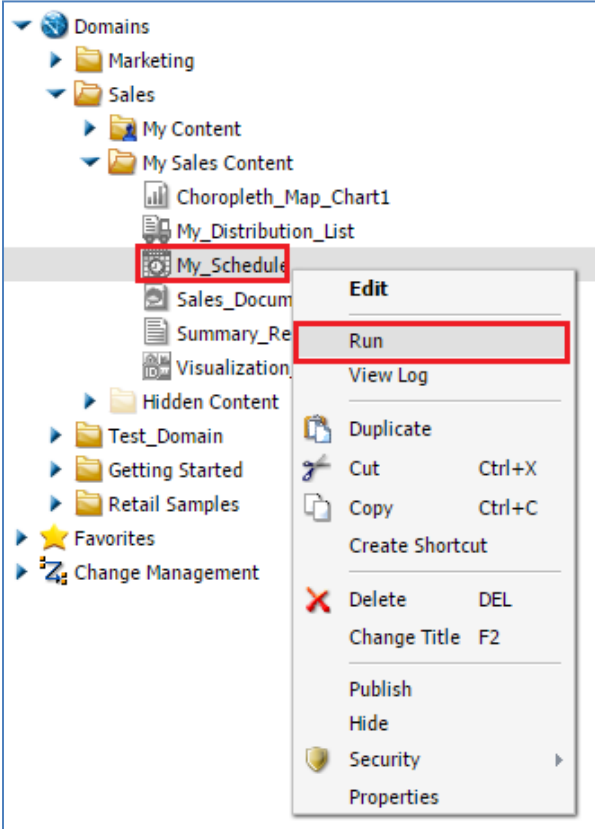 Domains
Marketing
Sales
My Content
My Sales Content
Choropleth_Map_Chart1
My_Distribution_List
My_Schedule
Sales_Docum
Summary_Re
Visualization_
Hidden Content
Test_Domain
Getting Started
Retail Samples
Favorites
Change Management
Edit
Run
View Log
Duplicate
Cut Ctrl+X
Copy Ctrl+C
Create Shortcut
Delete DEL
Change Title F2
Publish
Hide
Security
Properties